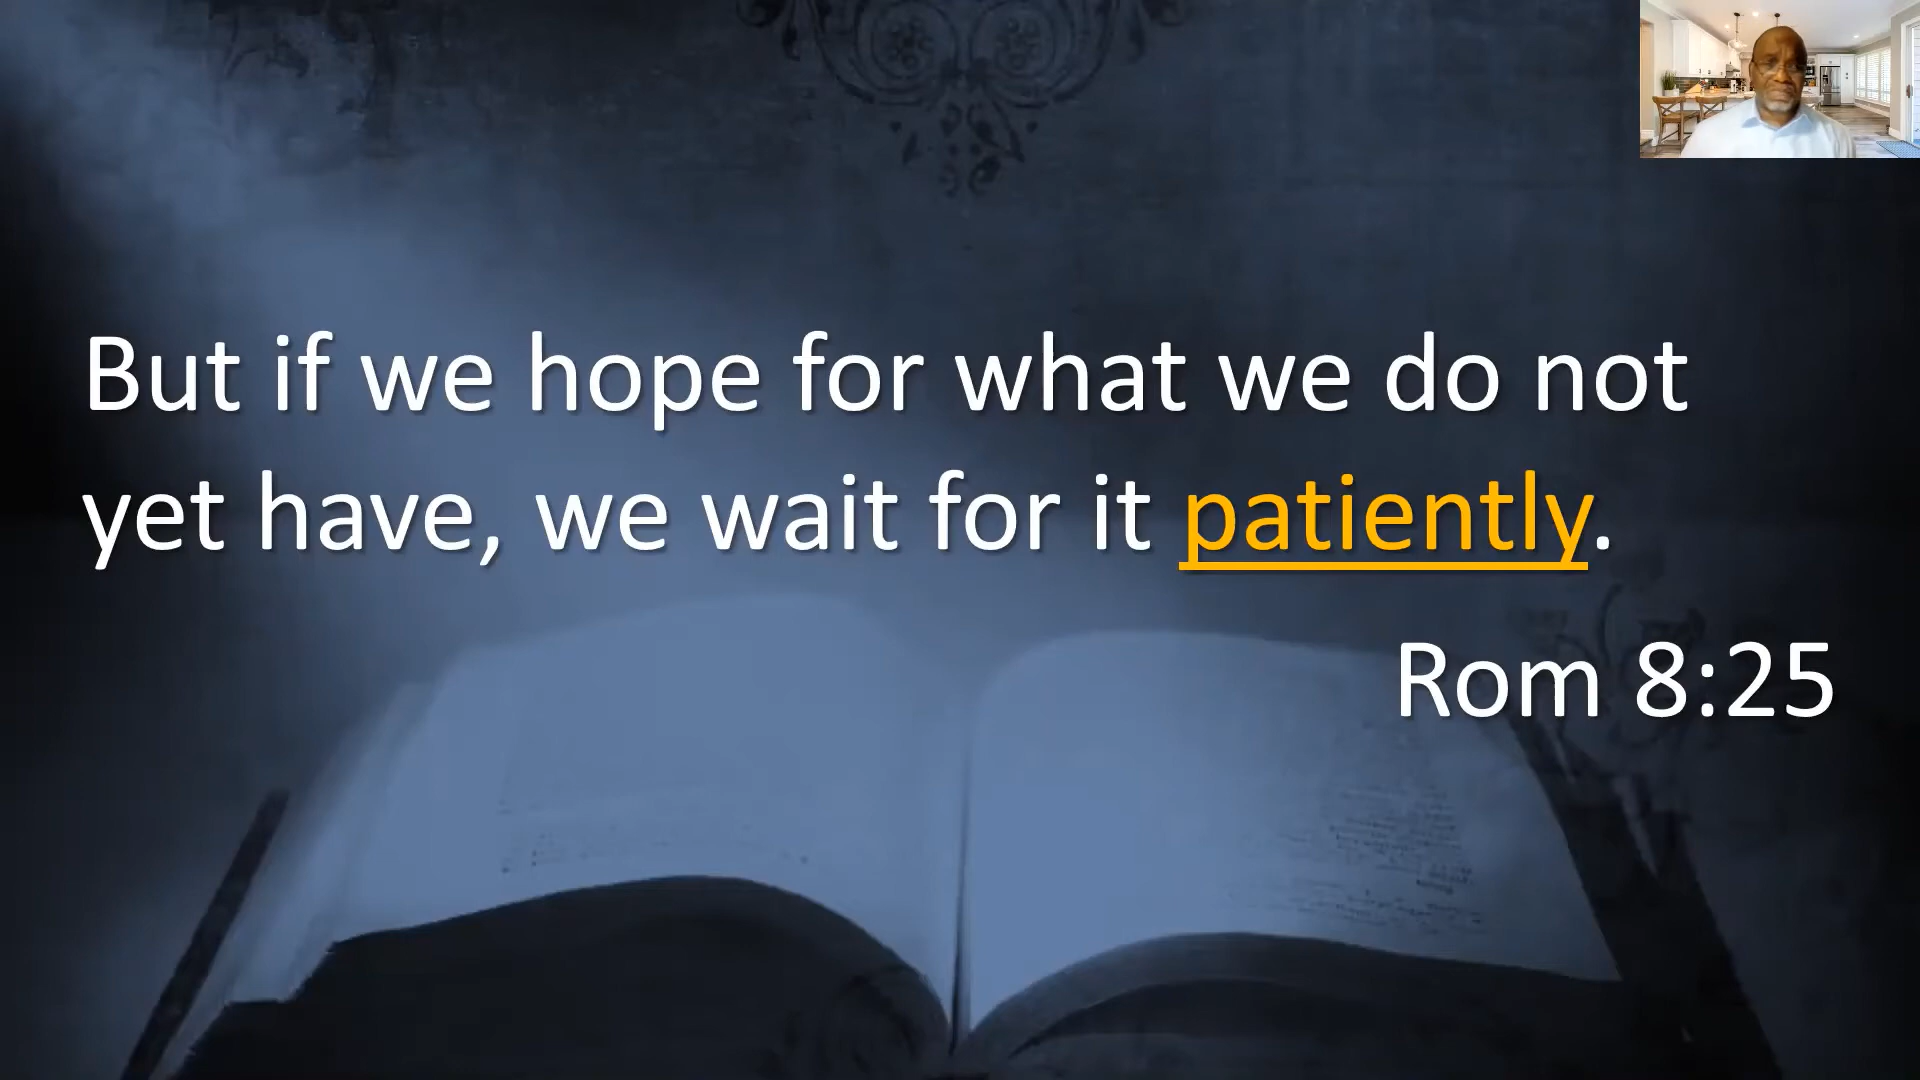 But if we hope for what we do not
yet have, we wait for it patiently.
Rom 8:25